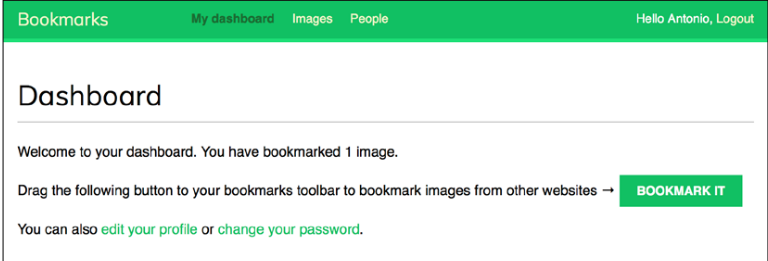 Bookmarks My dashboard Images People Hello Antonio, Logout
Dashboard
Welcome to your dashboard. You have bookmarked 1 image.
Drag the following button to your bookmarks toolbar to bookmark images from other websites → BOOKMARK IT
You can also edit your profile or change your password.